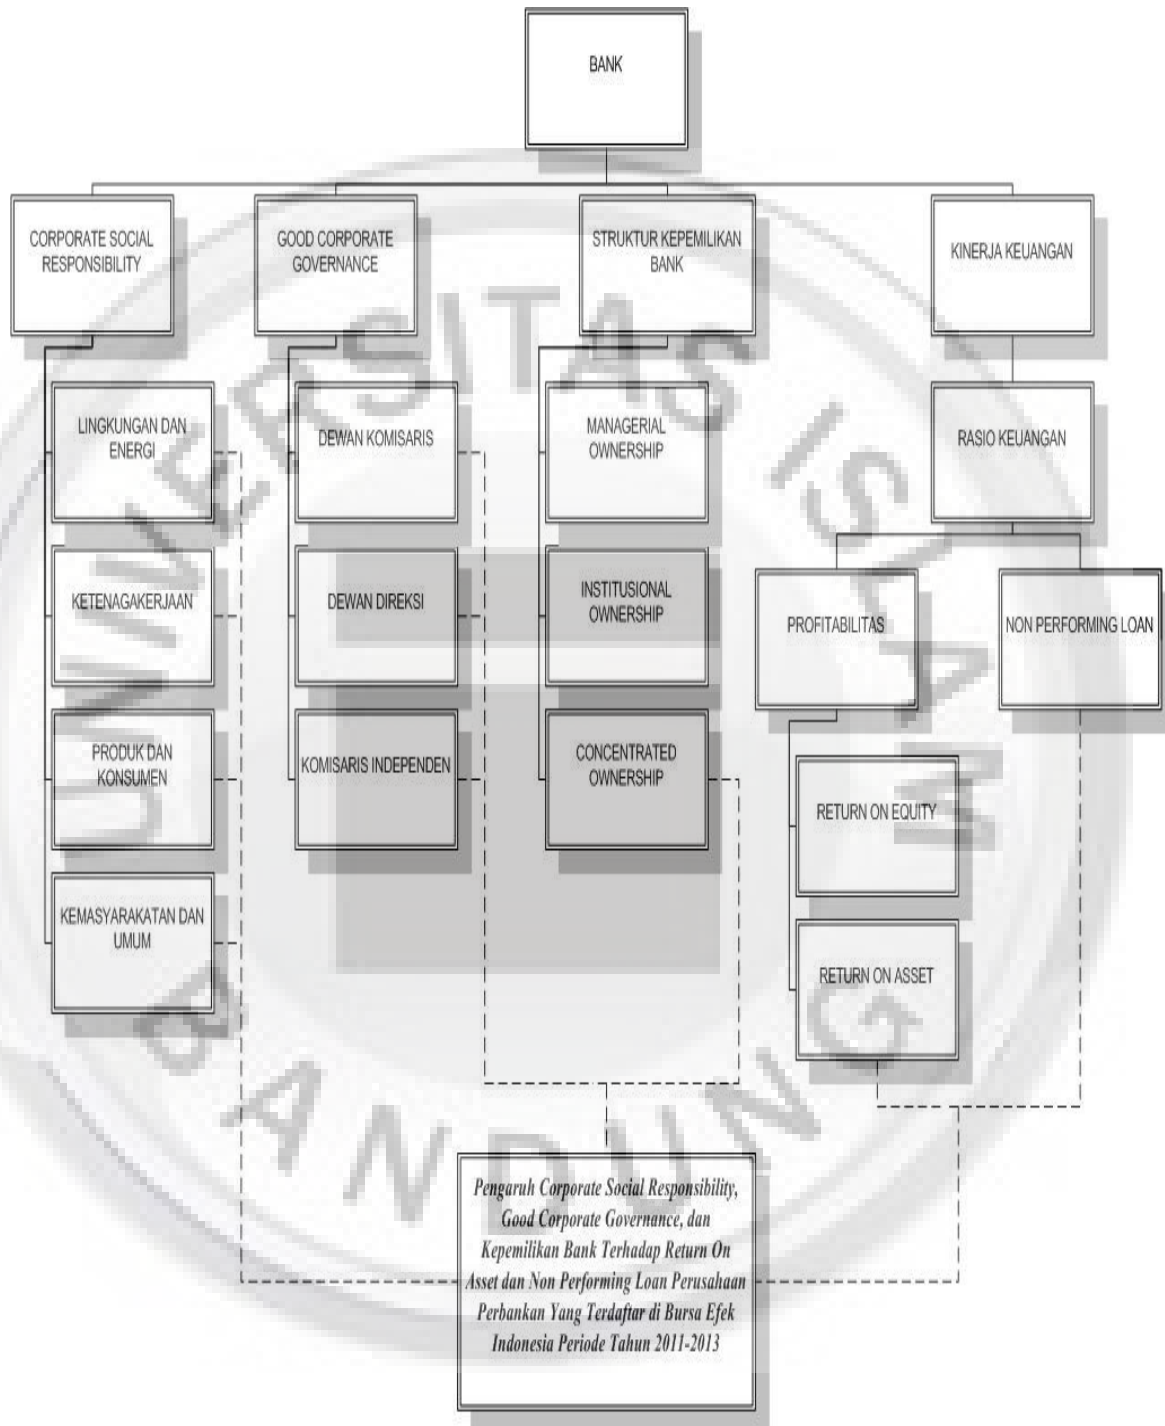 BANK
CORPORATE SOCIAL
RESPONSIBILITY
GOOD CORPORATE
GOVERNANCE
STRUKTUR KEPEMILIKAN
BANK
KINERJA KEUANGAN
LINGKUNGAN DAN
ENERGI
DEWAN KOMISARIS
MANAGERIAL
OWNERSHIP
RASIO KEUANGAN
KETENAGAKERJAAN
DEWAN DIREKSI
INSTITUSIONAL
OWNERSHIP
PROFITABILITAS
NON PERFORMING LOAN
PRODUK DAN
KONSUMEN
KOMISARIS INDEPENDEN
CONCENTRATED
OWNERSHIP
RETURN ON EQUITY
KEMASYARAKATAN DAN
UMUM
RETURN ON ASSET
Pengaruh Corporate Social Responsibility,
Good Corporate Governance, dan
Kepemilikan Bank Terhadap Return On
Asset dan Non Performing Loan Perusahaan
Perbankan Yang Terdaftar di Bursa Efek
Indonesia Periode Tahun 2011-2013
UNIVERSITAS ISLAM
BANDUNG